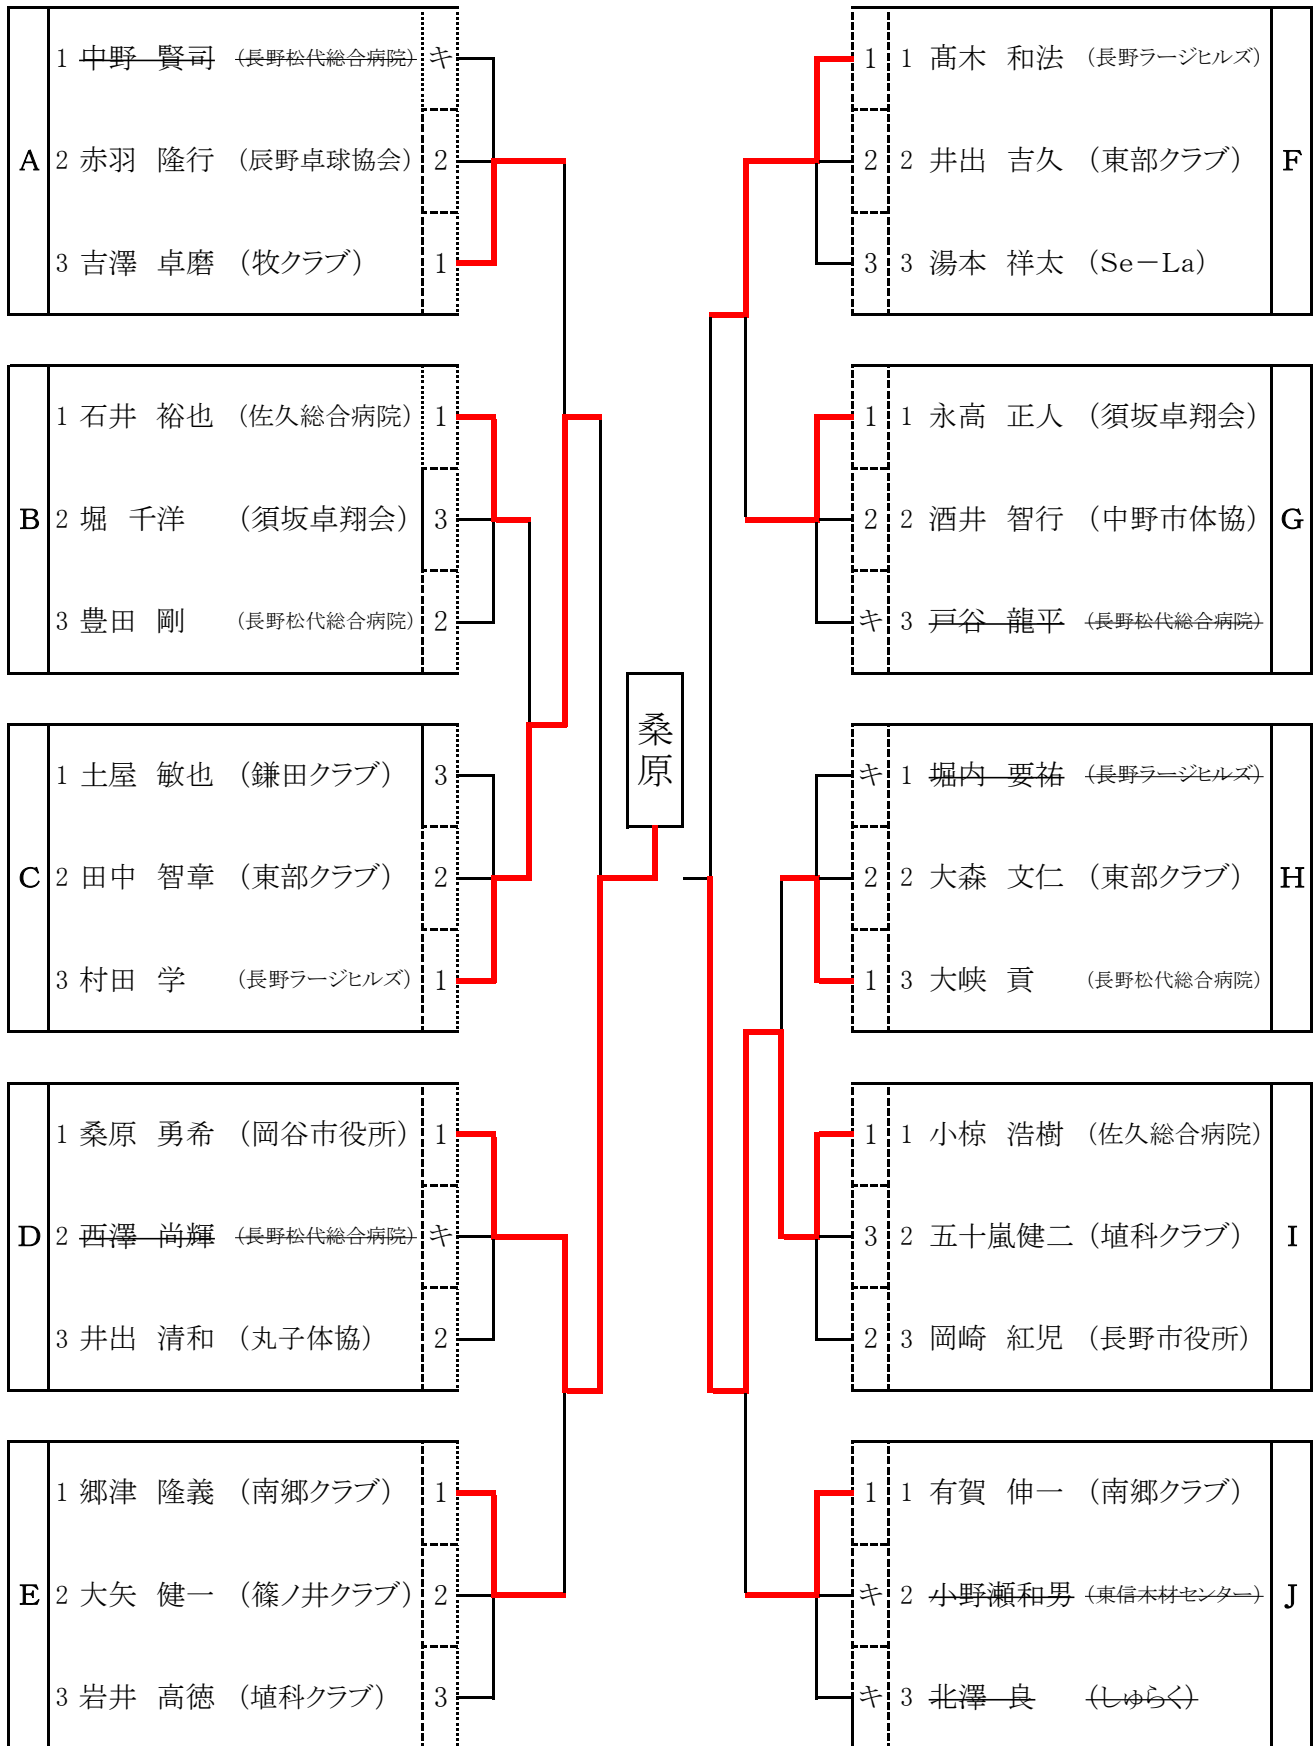 A
1 中野 賢司 (長野松代総合病院) キ
2 赤羽 隆行 (辰野卓球協会) 2
3 吉澤 卓磨 (牧クラブ) 1
B
1 石井 裕也 (佐久総合病院) 1
2 堀 千洋 (須坂卓翔会) 3
3 豊田 剛 (長野松代総合病院) 2
C
1 土屋 敏也 (鎌田クラブ) 3
2 田中 智章 (東部クラブ) 2
3 村田 学 (長野ラージヒルズ) 1
D
1 桑原 勇希 (岡谷市役所) 1
2 西澤 尚輝 (長野松代総合病院) キ
3 井出 清和 (丸子体協) 2
E
1 郷津 隆義 (南郷クラブ) 1
2 大矢 健一 (篠ノ井クラブ) 2
3 岩井 高徳 (埴科クラブ) 3
桑原
F
1 1 髙木 和法 (長野ラージヒルズ)
2 2 井出 吉久 (東部クラブ)
3 3 湯本 祥太 (Se－La)
G
1 1 永高 正人 (須坂卓翔会)
2 2 酒井 智行 (中野市体協)
キ 3 戸谷 龍平 (長野松代総合病院)
H
キ 1 堀内 要祐 (長野ラージヒルズ)
2 2 大森 文仁 (東部クラブ)
1 3 大峡 貢 (長野松代総合病院)
I
1 1 小椋 浩樹 (佐久総合病院)
3 2 五十嵐健二 (埴科クラブ)
2 3 岡崎 紅児 (長野市役所)
J
1 1 有賀 伸一 (南郷クラブ)
キ 2 小野瀬和男 (東信木材センター)
キ 3 北澤 良 (しゅらく)